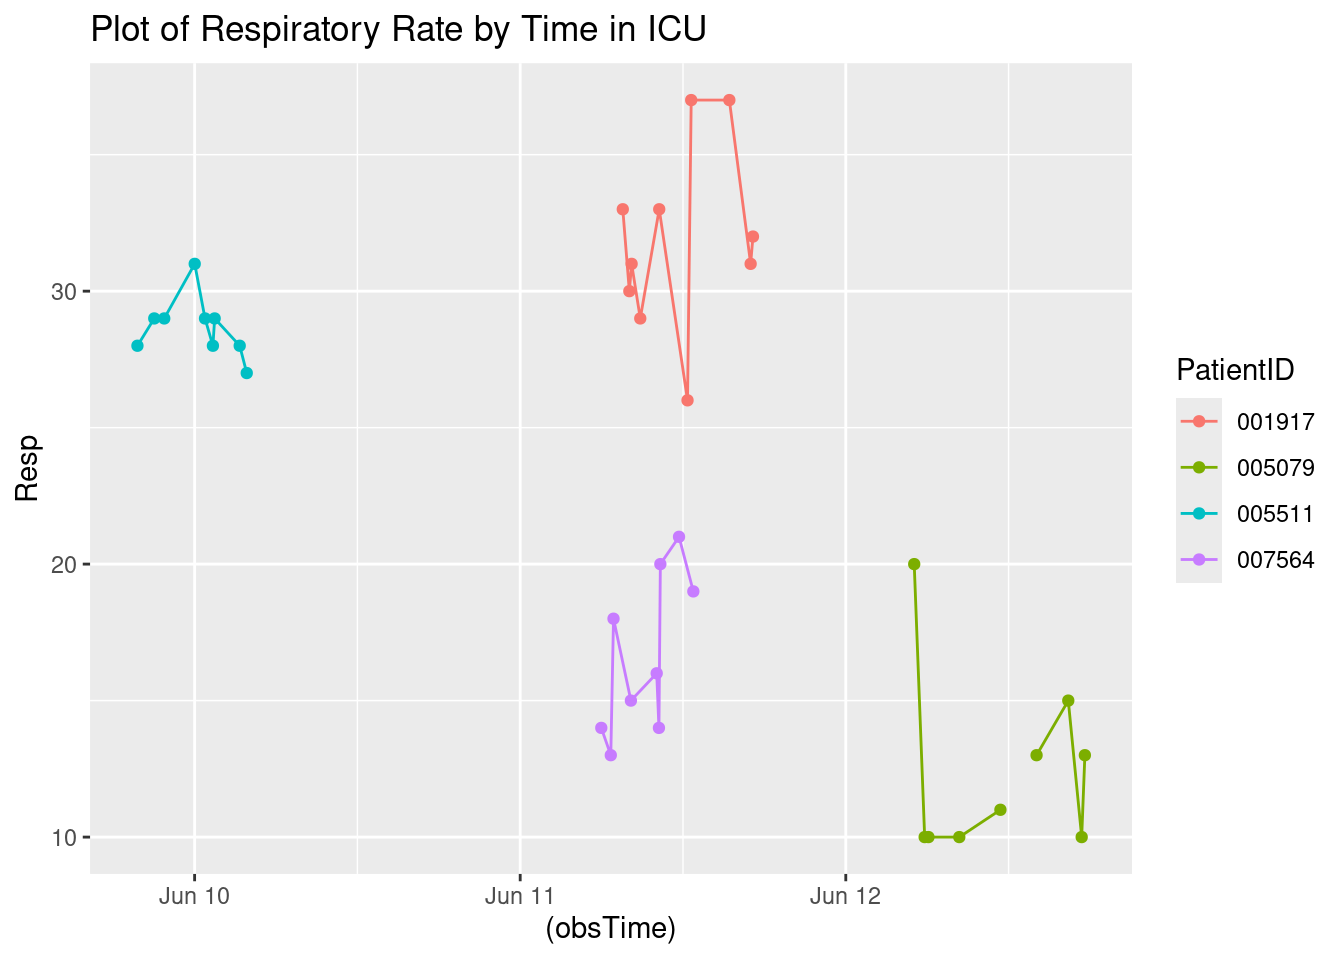 Plot of Respiratory Rate by Time in ICU
Resp
30
20
10
Jun 10
Jun 11
Jun 12
(obsTime)
PatientID
001917
005079
005511
007564